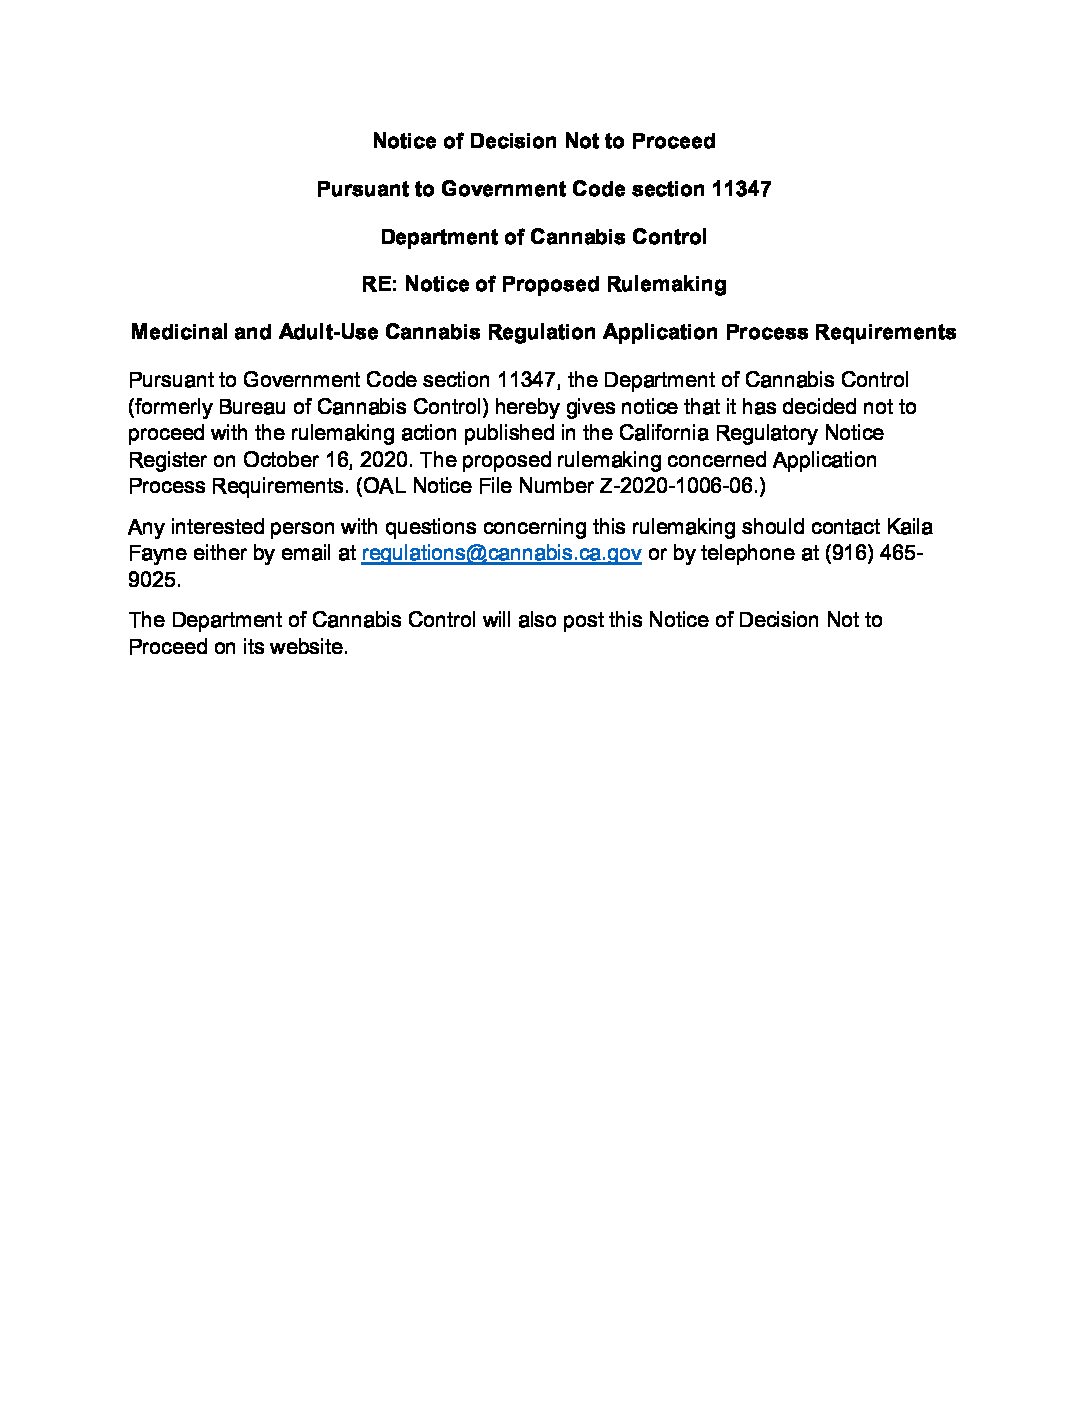 Notice of Decision Not to Proceed
Pursuant to Government Code section 11347
Department of Cannabis Control
RE: Notice of Proposed Rulemaking
Medicinal and Adult-Use Cannabis Regulation Application Process Requirements
Pursuant to Government Code section 11347, the Department of Cannabis Control
(formerly Bureau of Cannabis Control) hereby gives notice that it has decided not to
proceed with the rulemaking action published in the California Regulatory Notice
Register on October 16, 2020. The proposed rulemaking concerned Application
Process Requirements. (OAL Notice File Number Z-2020-1006-06.)
Any interested person with questions concerning this rulemaking should contact Kaila
Fayne either by email at regulations@cannabis.ca.gov or by telephone at (916) 465-
9025.
The Department of Cannabis Control will also post this Notice of Decision Not to
Proceed on its website.